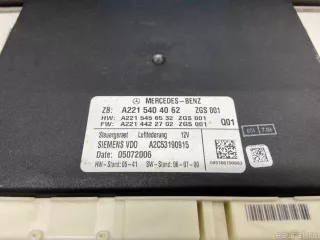 MERCEDES-BENZ
ZB: A221 540 40 62 ZGS 001
HW: A221 545 65 32 ZGS 001
FW: A221 442 27 02 ZGS 001 Q01
Steuergeraet Luftfederung 12V
SIEMENS VDO A2C53190915
Date: 05072006
HW-Stand: 05-41 SW-Stand: 06-07-00